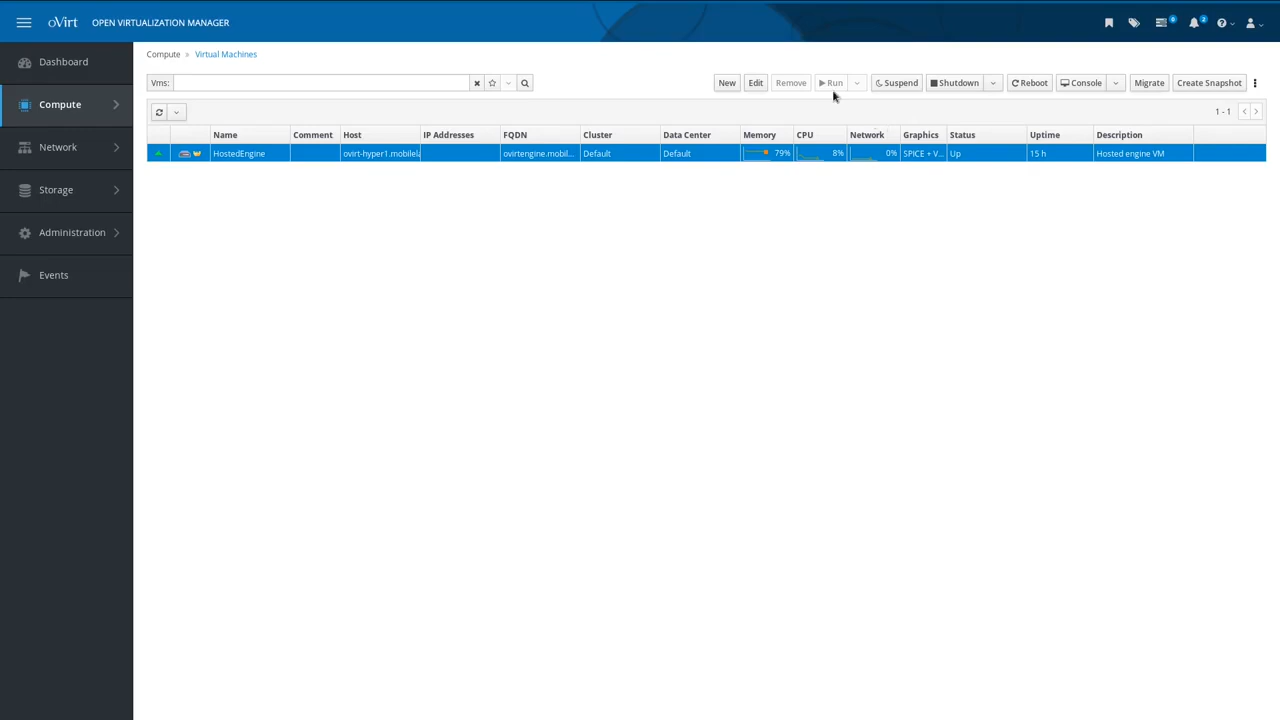 oVirt OPEN VIRTUALIZATION MANAGER 0 2 ?
Dashboard
Compute
Network
Storage
Administration
Events
Compute » Virtual Machines
Vms: New Edit Remove Run Suspend Shutdown Reboot Console Migrate Create Snapshot
1 - 1
Name Comment Host IP Addresses FQDN Cluster Data Center Memory CPU Network Graphics Status Uptime Description
HostedEngine ovirt-hyper1.mobilel ovirtengine.mobil... Default Default 79% 8% 0% SPICE + V... Up 15 h Hosted engine VM